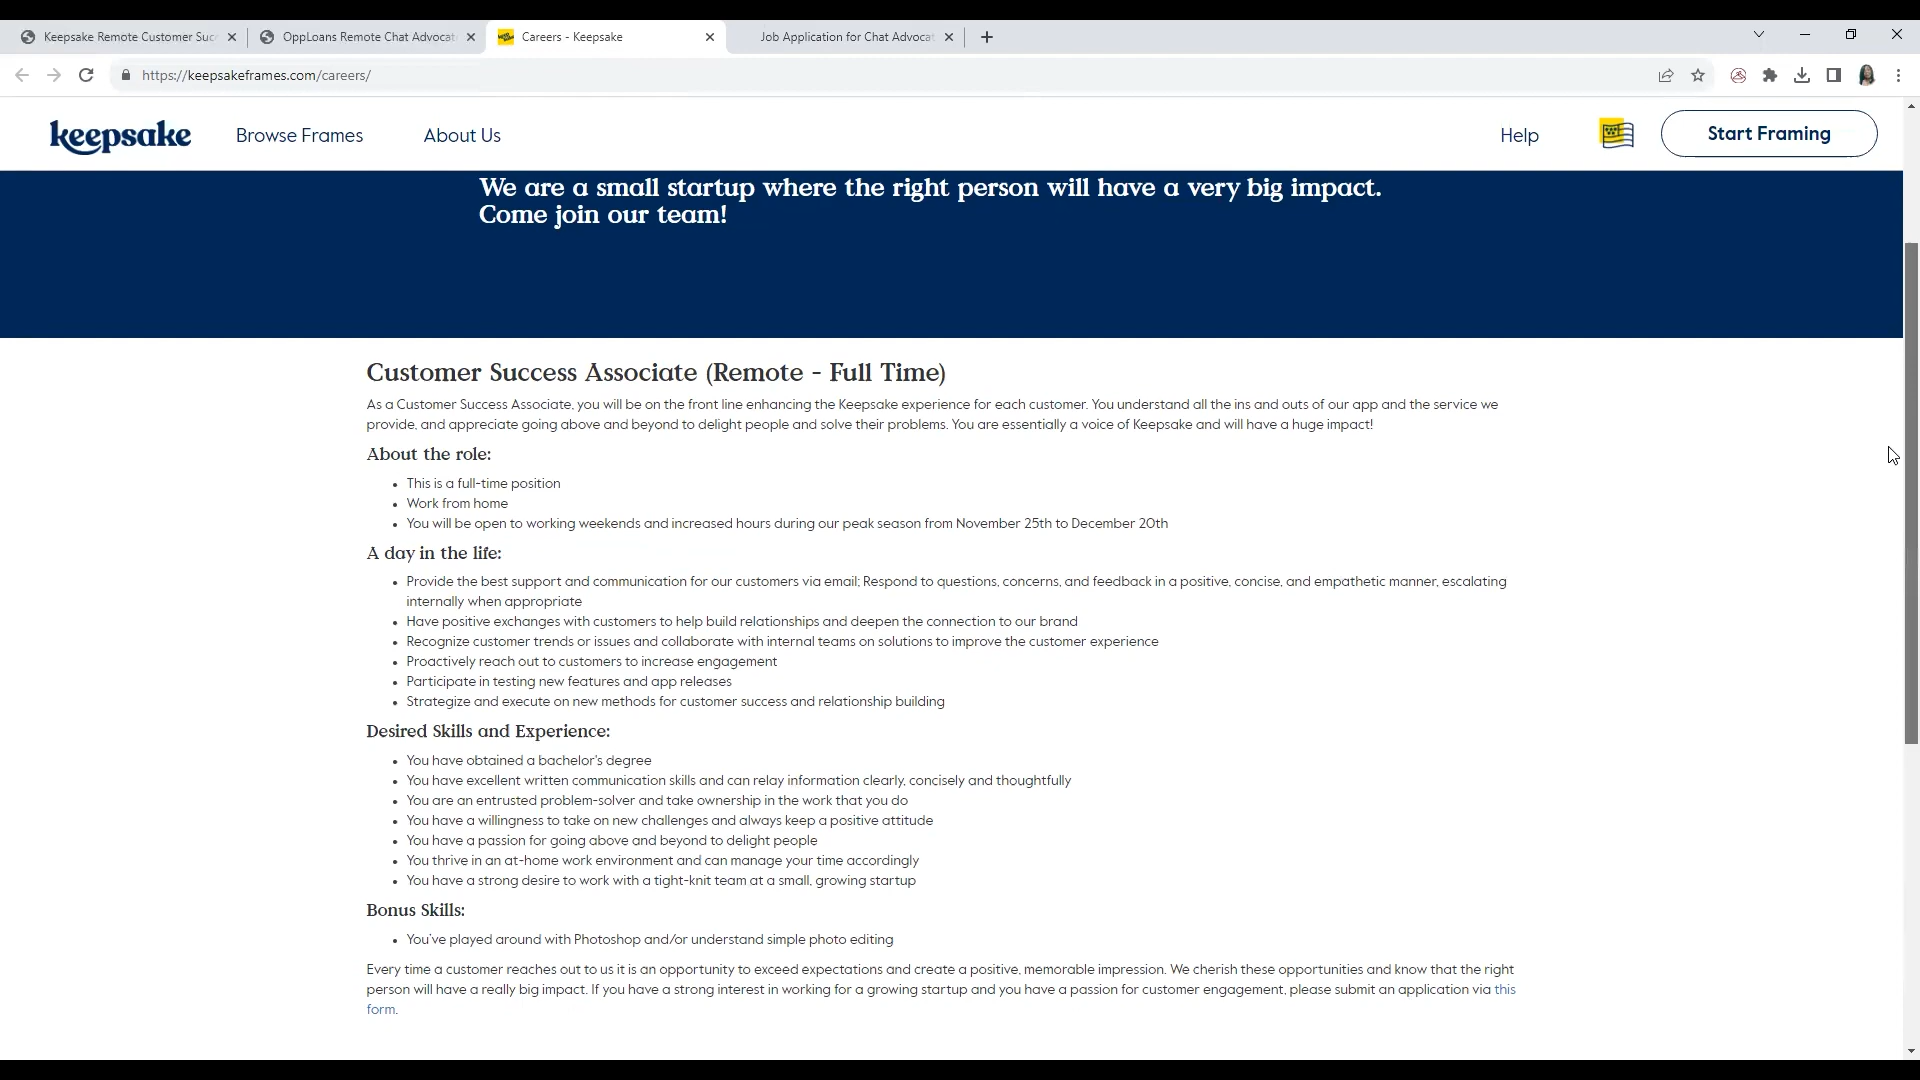 Keepsake Remote Customer Suc
OppLoans Remote Chat Advocat
Careers - Keepsake
Job Application for Chat Advocat
https://keepsakeframes.com/careers/
keepsake
Browse Frames
About Us
Help
Start Framing
We are a small startup where the right person will have a very big impact.
Come join our team!
Customer Success Associate (Remote - Full Time)
As a Customer Success Associate, you will be on the front line enhancing the Keepsake experience for each customer. You understand all the ins and outs of our app and the service we
provide, and appreciate going above and beyond to delight people and solve their problems. You are essentially a voice of Keepsake and will have a huge impact!
About the role:
• This is a full-time position
• Work from home
• You will be open to working weekends and increased hours during our peak season from November 25th to December 20th
A day in the life:
• Provide the best support and communication for our customers via email; Respond to questions, concerns, and feedback in a positive, concise, and empathetic manner, escalating
internally when appropriate
• Have positive exchanges with customers to help build relationships and deepen the connection to our brand
• Recognize customer trends or issues and collaborate with internal teams on solutions to improve the customer experience
• Proactively reach out to customers to increase engagement
• Participate in testing new features and app releases
• Strategize and execute on new methods for customer success and relationship building
Desired Skills and Experience:
• You have obtained a bachelor's degree
• You have excellent written communication skills and can relay information clearly, concisely and thoughtfully
• You are an entrusted problem-solver and take ownership in the work that you do
• You have a willingness to take on new challenges and always keep a positive attitude
• You have a passion for going above and beyond to delight people
• You thrive in an at-home work environment and can manage your time accordingly
• You have a strong desire to work with a tight-knit team at a small, growing startup
Bonus Skills:
• You've played around with Photoshop and/or understand simple photo editing
Every time a customer reaches out to us it is an opportunity to exceed expectations and create a positive, memorable impression. We cherish these opportunities and know that the right
person will have a really big impact. If you have a strong interest in working for a growing startup and you have a passion for customer engagement, please submit an application via this
form.